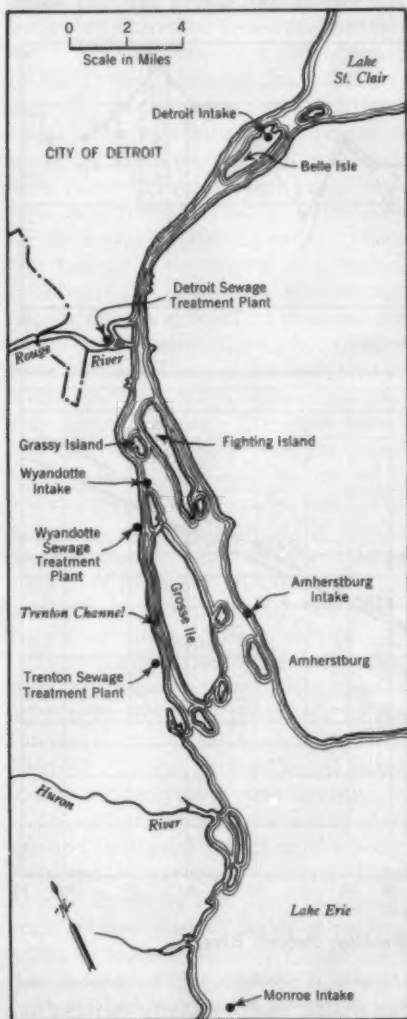 0 2 4
Scale in Miles
Lake
St. Clair
Detroit Intake
CITY OF DETROIT
Belle Isle
Detroit Sewage
Treatment Plant
Rouge River
Grassy Island
Fighting Island
Wyandotte
Intake
Wyandotte
Sewage
Treatment
Plant
Grosse Ile
Amherstburg
Intake
Trenton Channel
Amherstburg
Trenton Sewage
Treatment Plant
Huron
River
N
Lake Erie
Monroe Intake